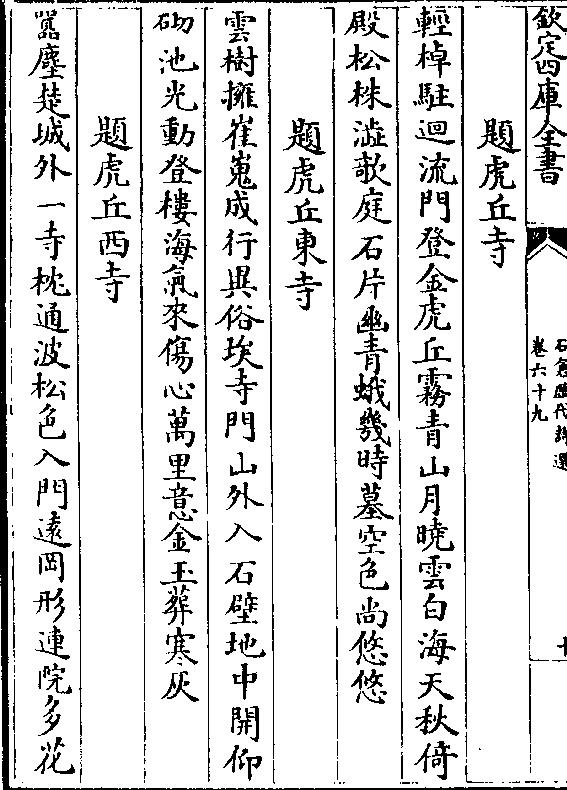 欽定四庫全書
石倉歷代詩選
卷六十九
題虎丘寺
輕棹駐迴流門登金虎丘霧青山月曉雲白海天秋倚
殿松株澁欹庭石片幽青蛾幾時墓空色尚悠悠
題虎丘東寺
雲樹擁崔嵬成行異俗埃寺門山外入石壁地中開仰
砌池光動登樓海氣來傷心萬里意金玉葬寒灰
題虎丘西寺
囂塵楚城外一寺枕通波松色入門遠岡形連院多花